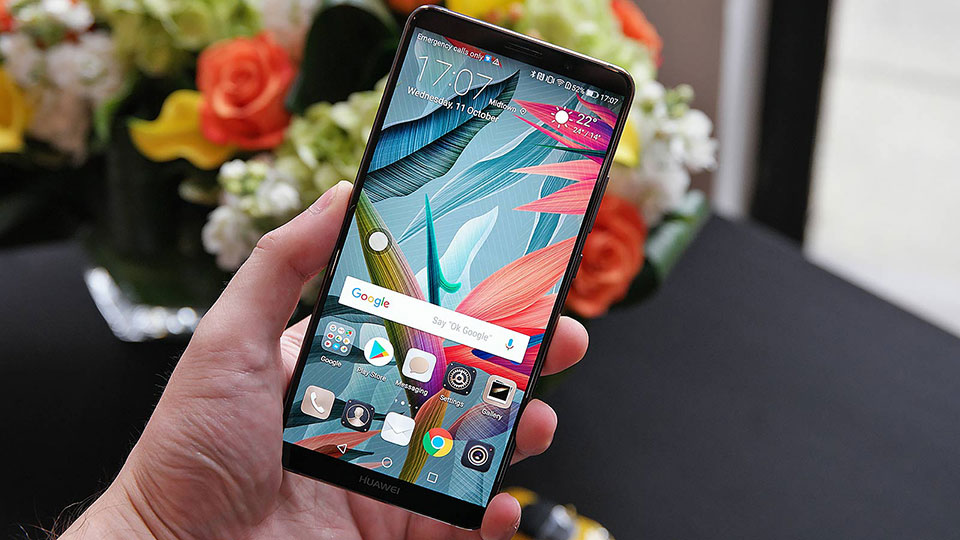 Emergency calls only
52% 17:07
17:07
Wednesday, 11 October
Midtown
22°
24° / 14°
Google
Say "Ok Google"
Google
Play Store
Messaging
Settings
Gallery
HUAWEI